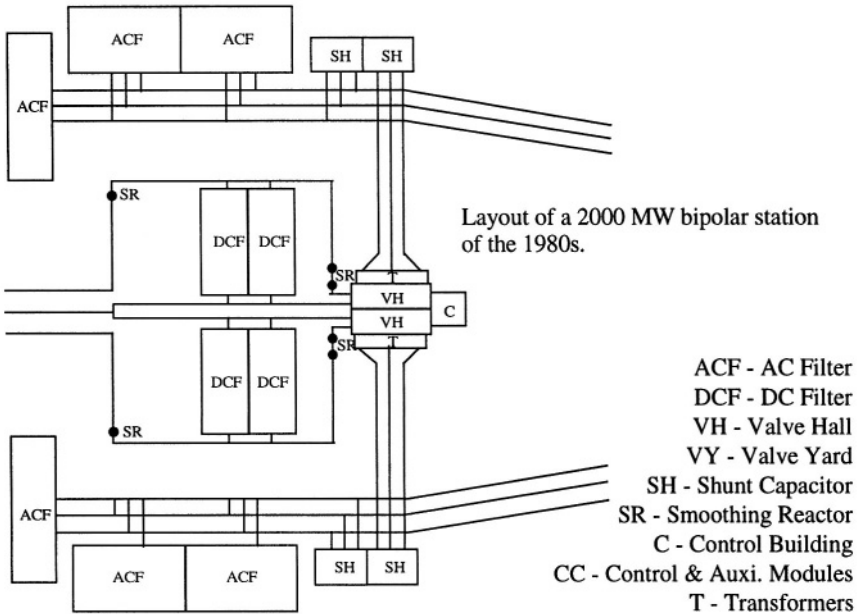 ACF ACF
SH SH
ACF
SR
DCF DCF
Layout of a 2000 MW bipolar station
of the 1980s.
SR T
VH
C
VH
SR T
DCF DCF
SR
ACF
ACF ACF
SH SH
ACF - AC Filter
DCF - DC Filter
VH - Valve Hall
VY - Valve Yard
SH - Shunt Capacitor
SR - Smoothing Reactor
C - Control Building
CC - Control & Auxi. Modules
T - Transformers